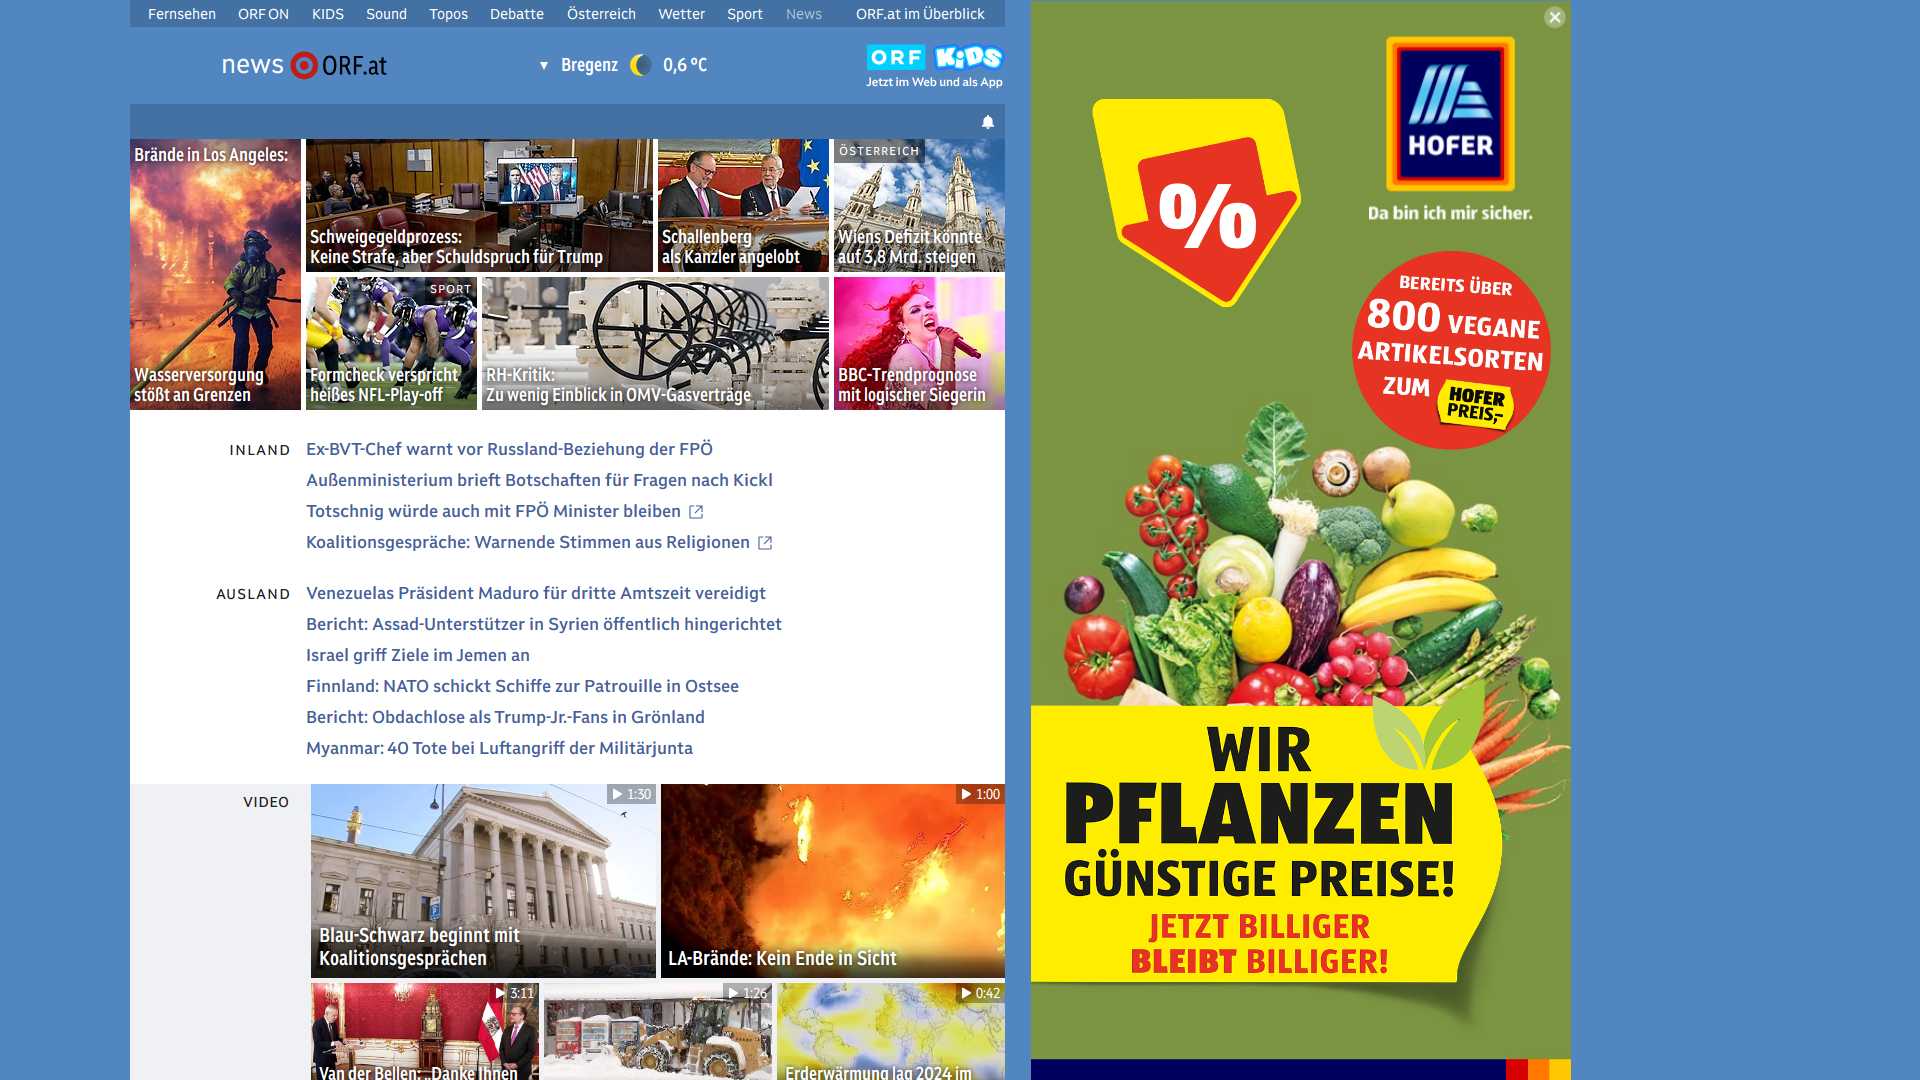 Fernsehen ORF ON KIDS Sound Topos Debatte Österreich Wetter Sport News ORF.at im Überblick
news ORF.at
▼ Bregenz 0,6 °C
ORF KiDS
Jetzt im Web und als App
Brände in Los Angeles:
Wasserversorgung
stößt an Grenzen
Schweigegeldprozess:
Keine Strafe, aber Schuldspruch für Trump
Schallenberg
als Kanzler angelobt
ÖSTERREICH
Wiens Defizit könnte
auf 3,8 Mrd. steigen
SPORT
Formcheck verspricht
heißes NFL-Play-off
RH-Kritik:
Zu wenig Einblick in OMV-Gasverträge
BBC-Trendprognose
mit logischer Siegerin
INLAND
Ex-BVT-Chef warnt vor Russland-Beziehung der FPÖ
Außenministerium brieft Botschaften für Fragen nach Kickl
Totschnig würde auch mit FPÖ Minister bleiben
Koalitionsgespräche: Warnende Stimmen aus Religionen
AUSLAND
Venezuelas Präsident Maduro für dritte Amtszeit vereidigt
Bericht: Assad-Unterstützer in Syrien öffentlich hingerichtet
Israel griff Ziele im Jemen an
Finnland: NATO schickt Schiffe zur Patrouille in Ostsee
Bericht: Obdachlose als Trump-Jr.-Fans in Grönland
Myanmar: 40 Tote bei Luftangriff der Militärjunta
VIDEO
1:30
Blau-Schwarz beginnt mit
Koalitionsgesprächen
1:00
LA-Brände: Kein Ende in Sicht
3:11
Van der Bellen: „Danke Ihnen
1:26
0:42
Erderwärmung lag 2024 im
%
HOFER
Da bin ich mir sicher.
BEREITS ÜBER
800 VEGANE
ARTIKELSORTEN
ZUM HOFER
PREIS,-
WIR
PFLANZEN
GÜNSTIGE PREISE!
JETZT BILLIGER
BLEIBT BILLIGER!